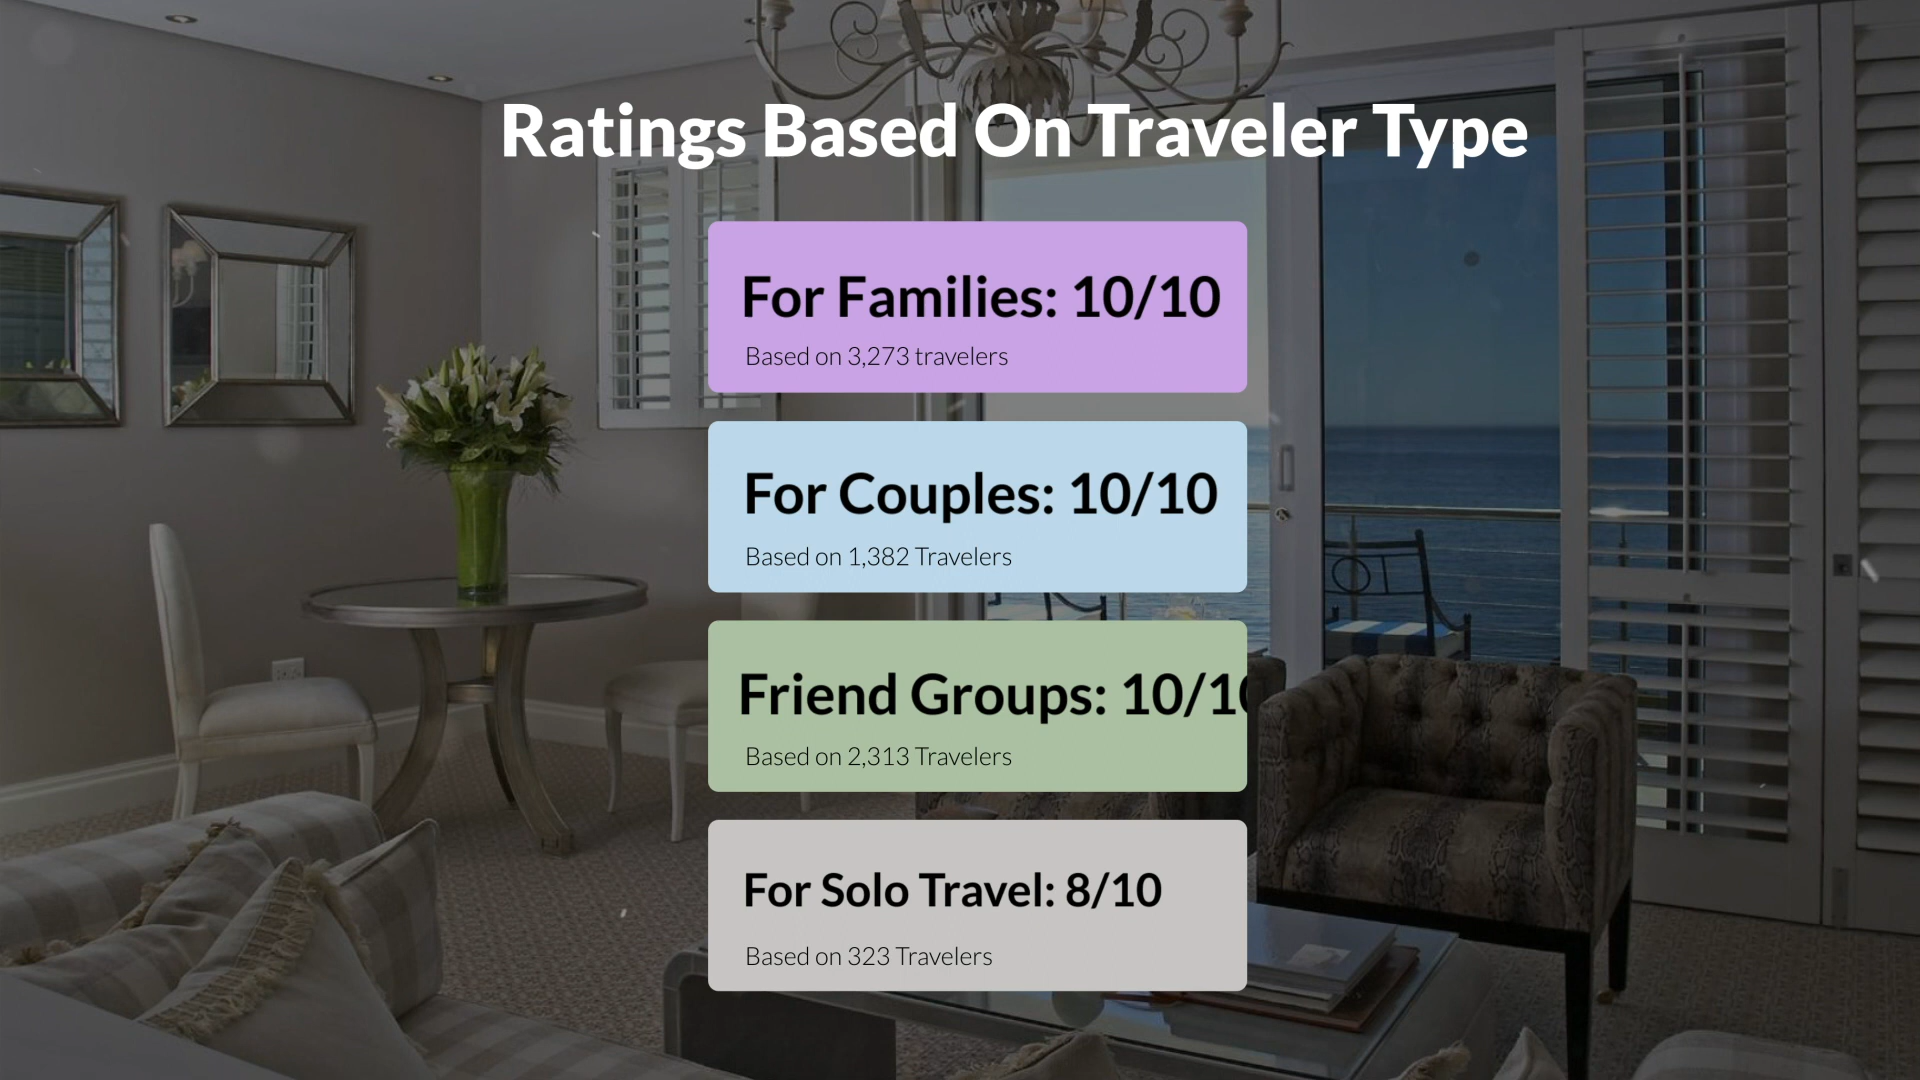 Ratings Based On Traveler Type
For Families: 10/10
Based on 3,273 travelers
For Couples: 10/10
Based on 1,382 Travelers
Friend Groups: 10/10
Based on 2,313 Travelers
For Solo Travel: 8/10
Based on 323 Travelers